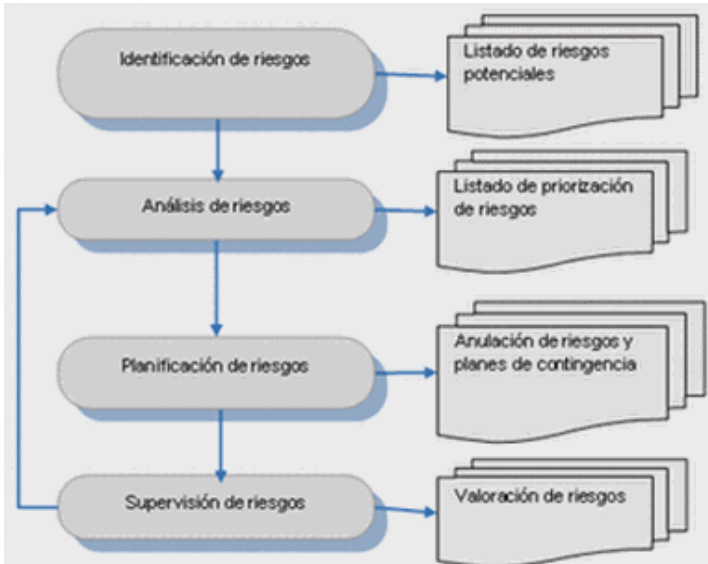 Identificación de riesgos
Listado de riesgos
potenciales
Análisis de riesgos
Listado de priorización
de riesgos
Planificación de riesgos
Anulación de riesgos y
planes de contingencia
Supervisión de riesgos
Valoración de riesgos